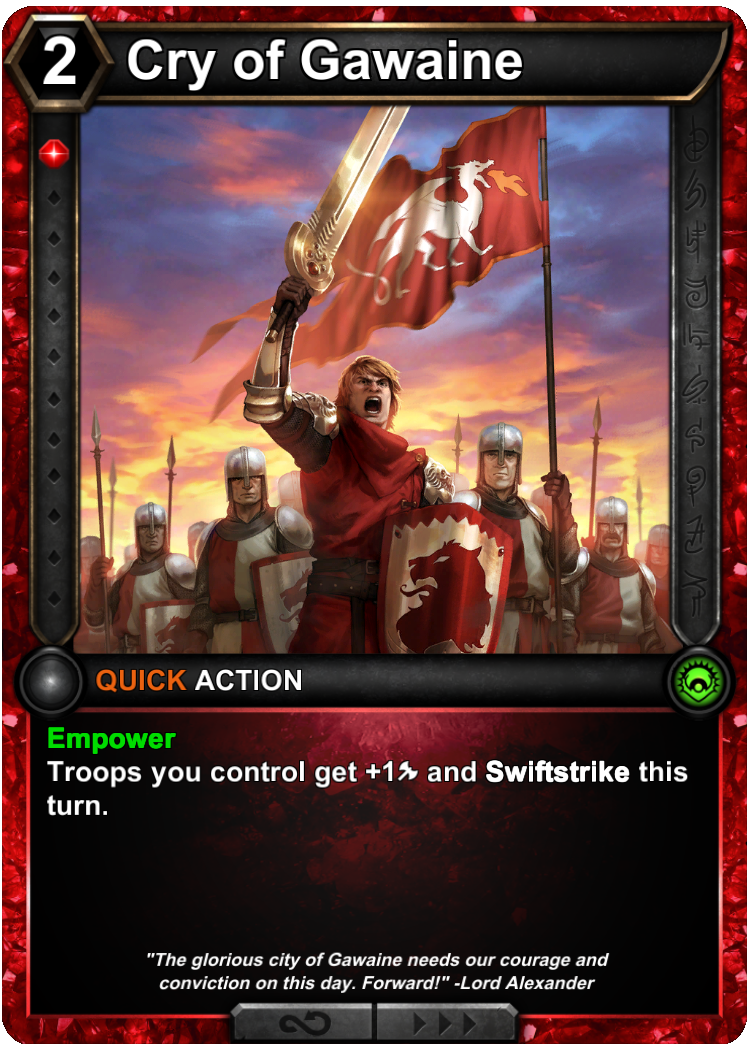 2
Cry of Gawaine
QUICK ACTION
Empower
Troops you control get +1 and Swiftstrike this
turn.
"The glorious city of Gawaine needs our courage and
conviction on this day. Forward!" -Lord Alexander